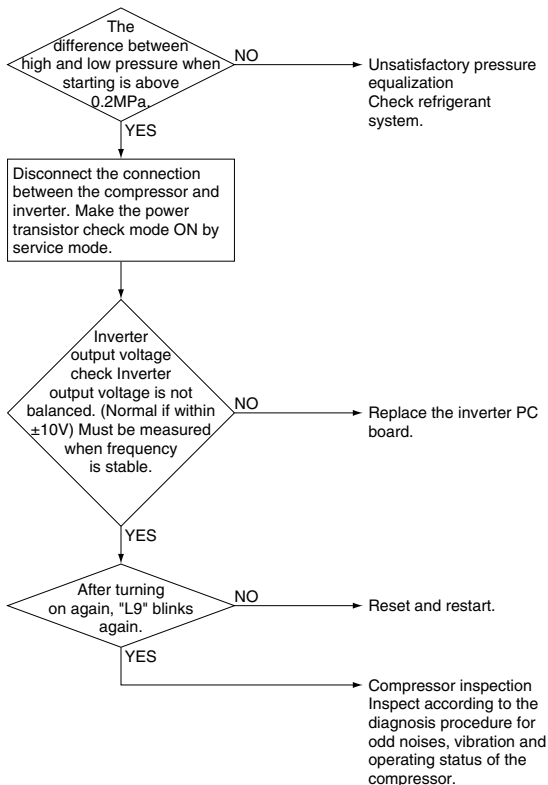 The
difference between
high and low pressure when
starting is above
0.2MPa.
NO
Unsatisfactory pressure
equalization
Check refrigerant
system.
YES
Disconnect the connection
between the compressor and
inverter. Make the power
transistor check mode ON by
service mode.
Inverter
output voltage
check Inverter
output voltage is not
balanced. (Normal if within
±10V) Must be measured
when frequency
is stable.
NO
Replace the inverter PC
board.
YES
After turning
on again, "L9" blinks
again.
NO
Reset and restart.
YES
Compressor inspection
Inspect according to the
diagnosis procedure for
odd noises, vibration and
operating status of the
compressor.